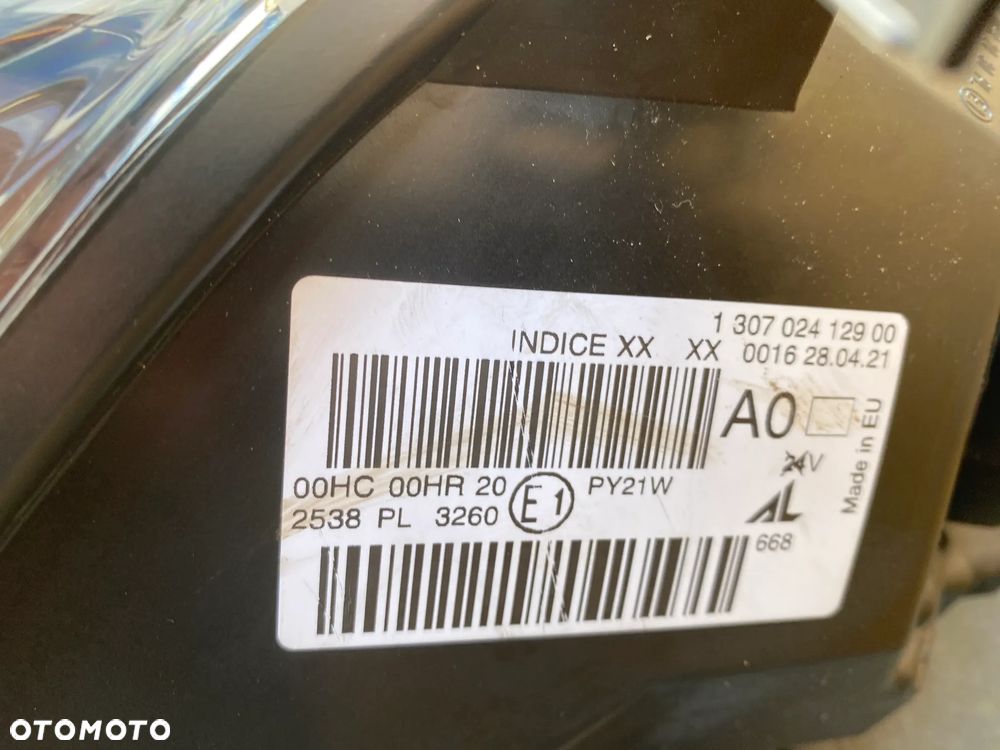 1 307 024 129 00
INDICE XX XX 0016 28.04.21
A0
24V
Made in EU
00HC 00HR 20 E1 PY21W
2538 PL 3260
AL
668
OTOMOTO